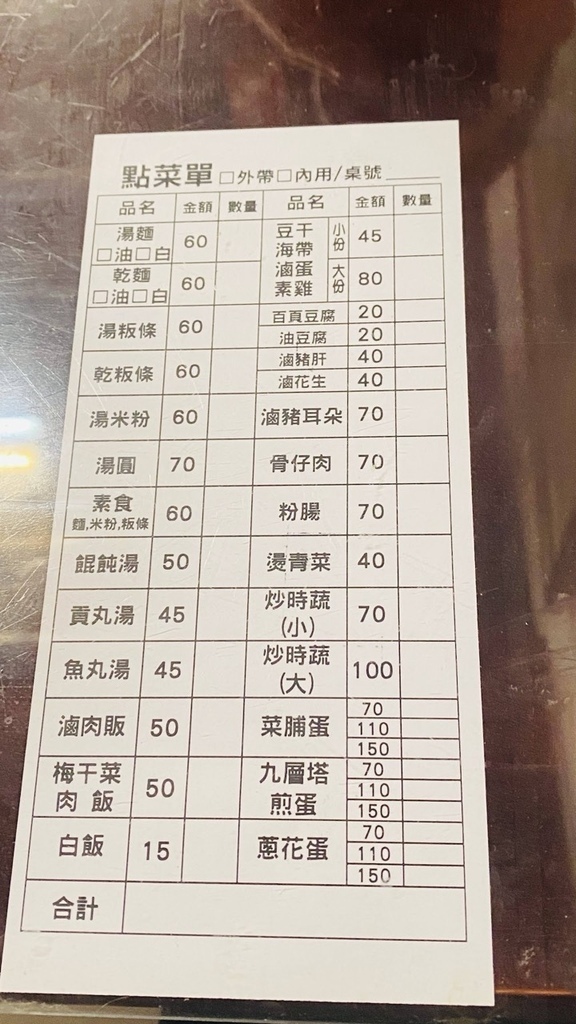 點菜單 □外帶□內用/桌號
品名 金額 數量 品名 金額 數量
湯麵
□油□白 60
乾麵
□油□白 60
湯粄條 60
乾粄條 60
湯米粉 60
湯圓 70
素食
麵,米粉,粄條 60
餛飩湯 50
貢丸湯 45
魚丸湯 45
滷肉販 50
梅干菜
肉 飯 50
白飯 15
合計
豆干
海帶
滷蛋
素雞
小份 45
大份 80
百頁豆腐 20
油豆腐 20
滷豬肝 40
滷花生 40
滷豬耳朵 70
骨仔肉 70
粉腸 70
燙青菜 40
炒時蔬
(小) 70
炒時蔬
(大) 100
菜脯蛋 70
110
150
九層塔
煎蛋 70
110
150
蔥花蛋 70
110
150